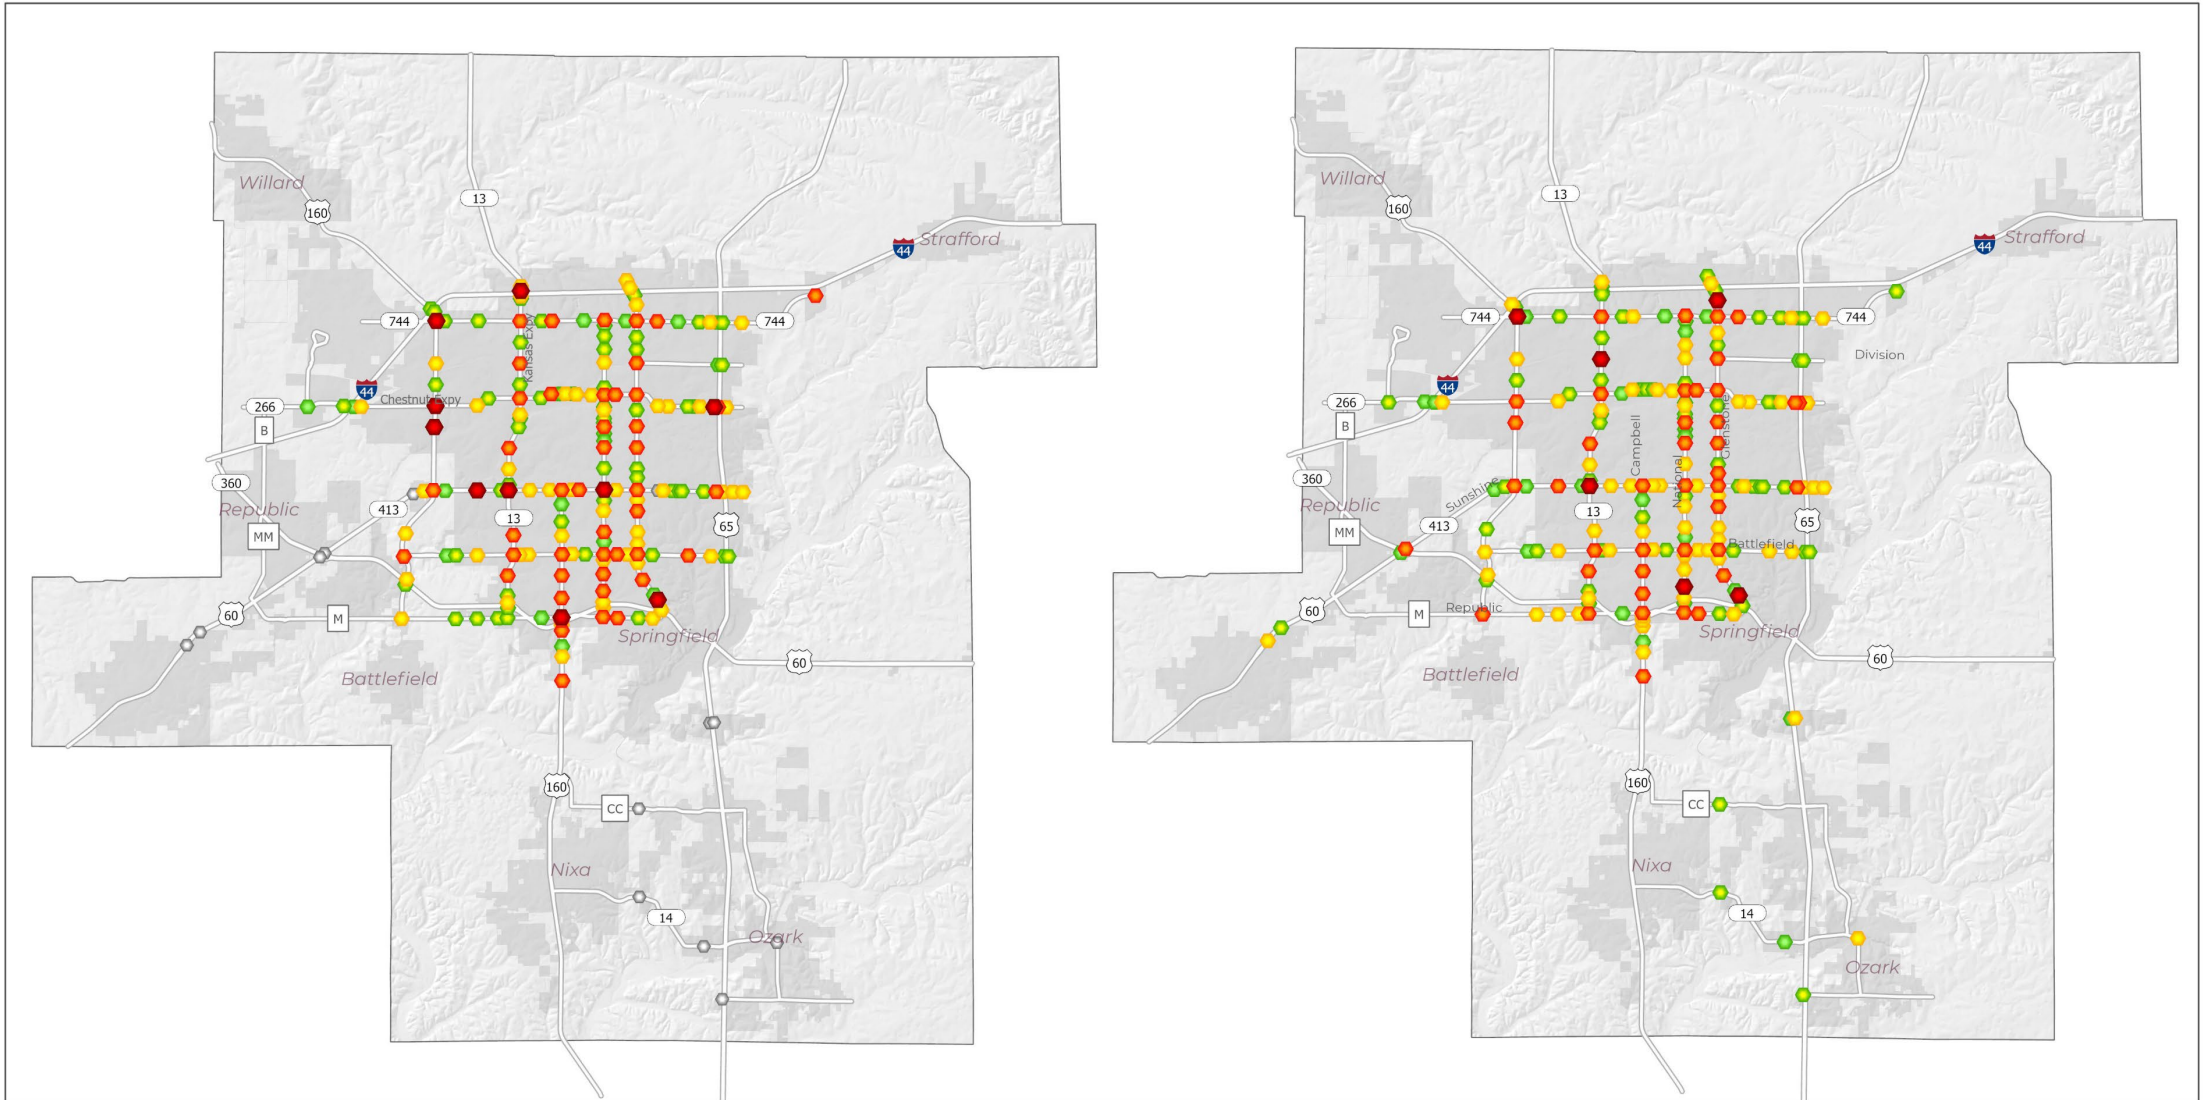 Willard
160
13
44
Strafford
744
744
Kansas Expy
44
Chestnut Expy
266
B
360
Republic
413
13
65
MM
60
M
Springfield
60
Battlefield
160
CC
Nixa
14
Ozark
Willard
160
13
44
Strafford
744
744
Division
44
266
B
Glenstone
Campbell
360
National
Sunshine
Republic
413
13
65
MM
Battlefield
60
M
Republic
Springfield
60
Battlefield
160
CC
Nixa
14
Ozark